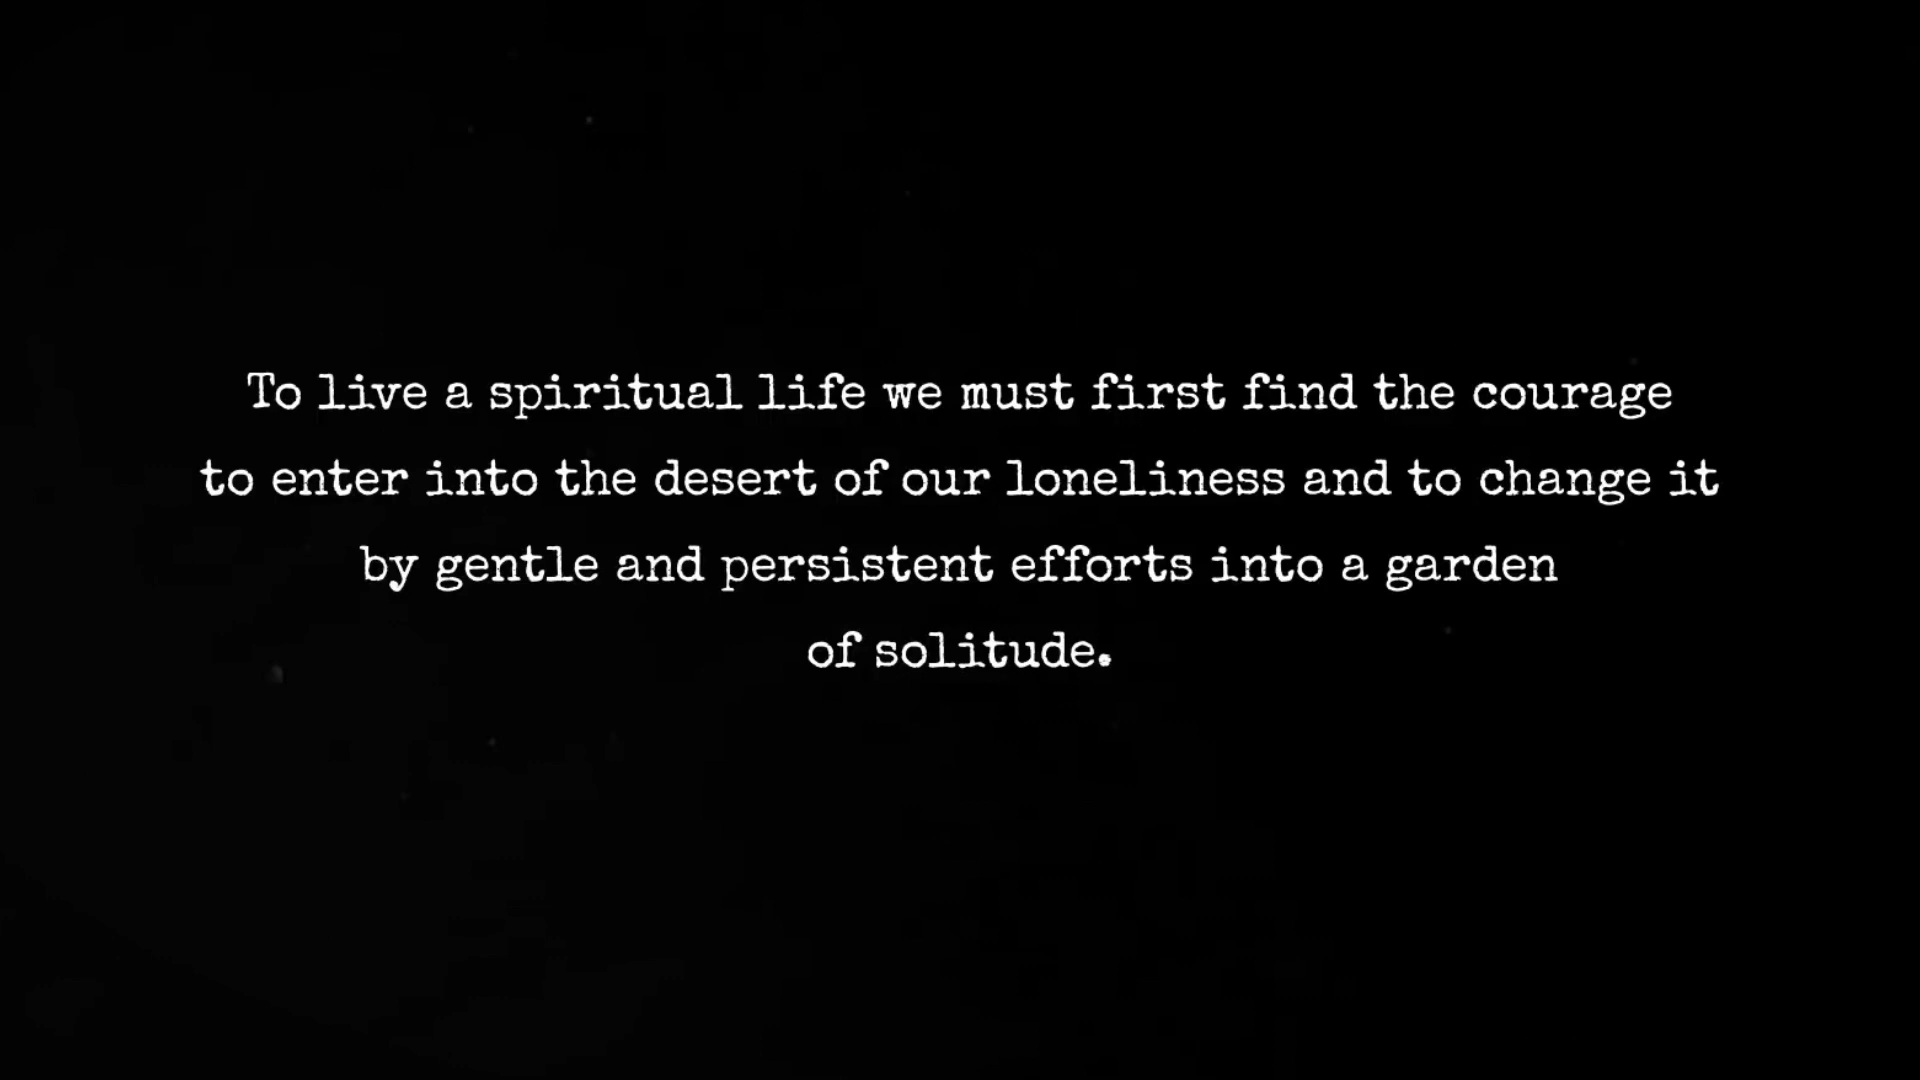 To live a spiritual life we must first find the courage
to enter into the desert of our loneliness and to change it
by gentle and persistent efforts into a garden
of solitude.